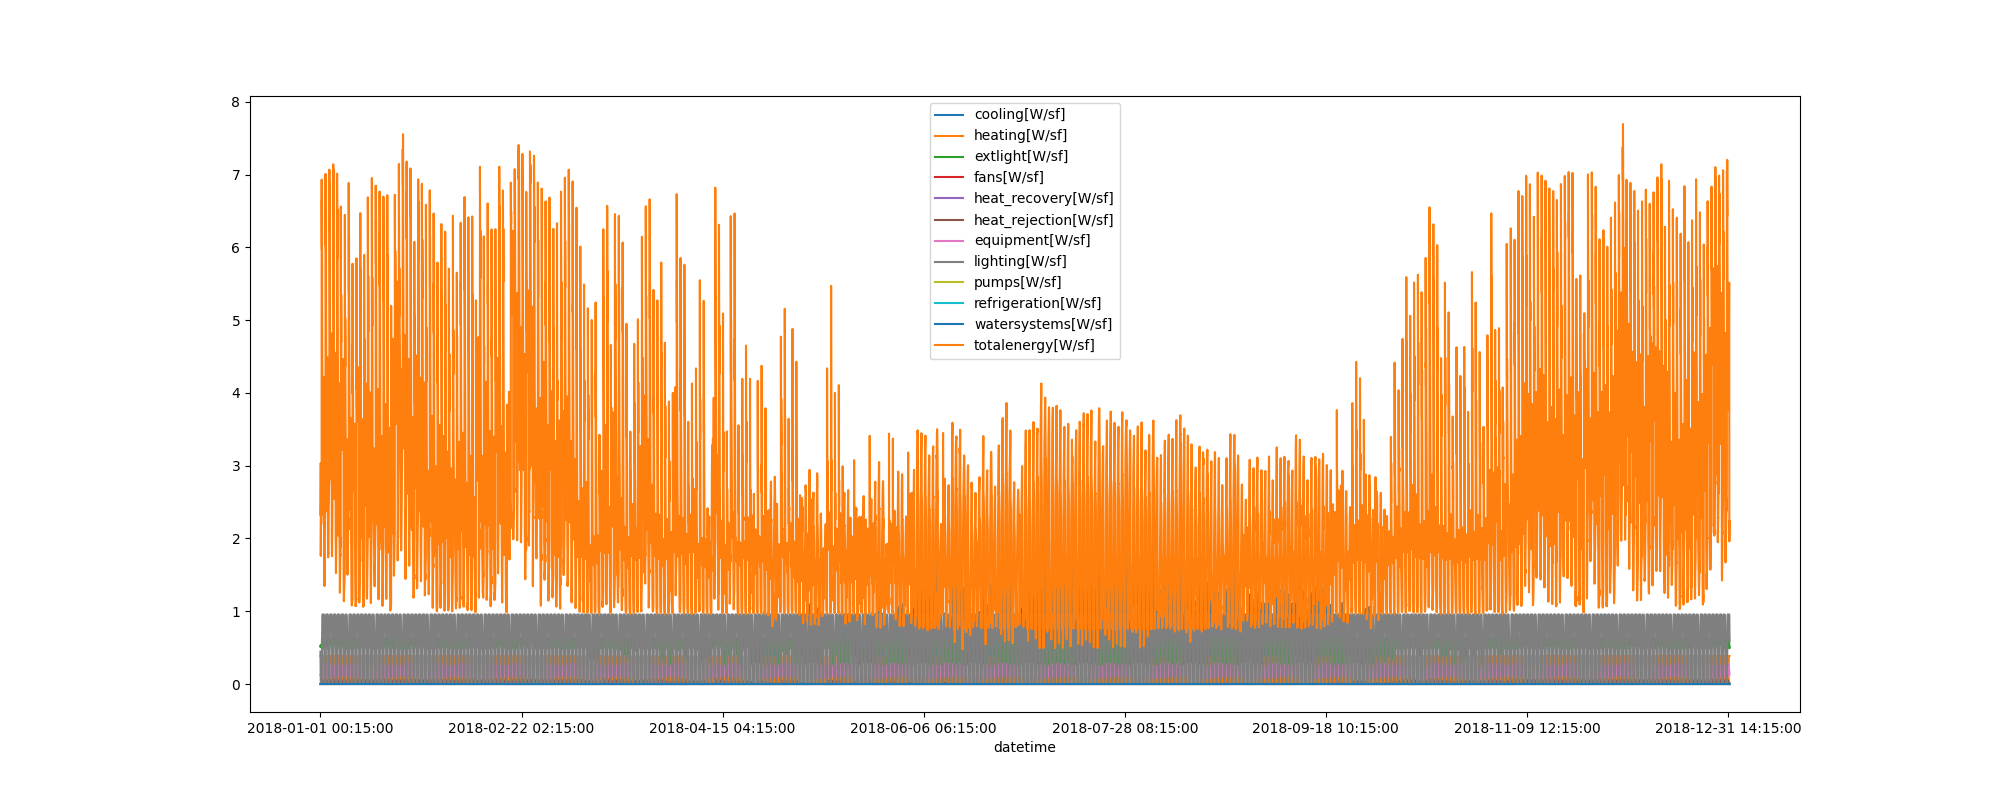 8
7
6
5
4
3
2
1
0
cooling[W/sf]
heating[W/sf]
extlight[W/sf]
fans[W/sf]
heat_recovery[W/sf]
heat_rejection[W/sf]
equipment[W/sf]
lighting[W/sf]
pumps[W/sf]
refrigeration[W/sf]
watersystems[W/sf]
totalenergy[W/sf]
2018-01-01 00:15:00 2018-02-22 02:15:00 2018-04-15 04:15:00 2018-06-06 06:15:00 2018-07-28 08:15:00 2018-09-18 10:15:00 2018-11-09 12:15:00 2018-12-31 14:15:00
datetime